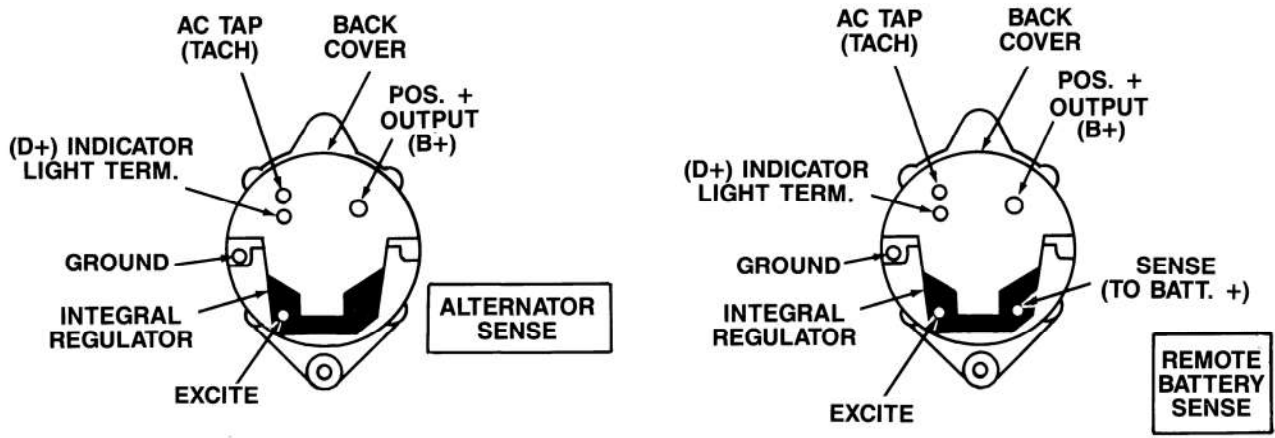 AC TAP
(TACH)
BACK
COVER
POS. +
OUTPUT
(B+)
(D+) INDICATOR
LIGHT TERM.
GROUND
INTEGRAL
REGULATOR
EXCITE
ALTERNATOR
SENSE
AC TAP
(TACH)
BACK
COVER
POS. +
OUTPUT
(B+)
(D+) INDICATOR
LIGHT TERM.
GROUND
SENSE
(TO BATT. +)
INTEGRAL
REGULATOR
EXCITE
REMOTE
BATTERY
SENSE